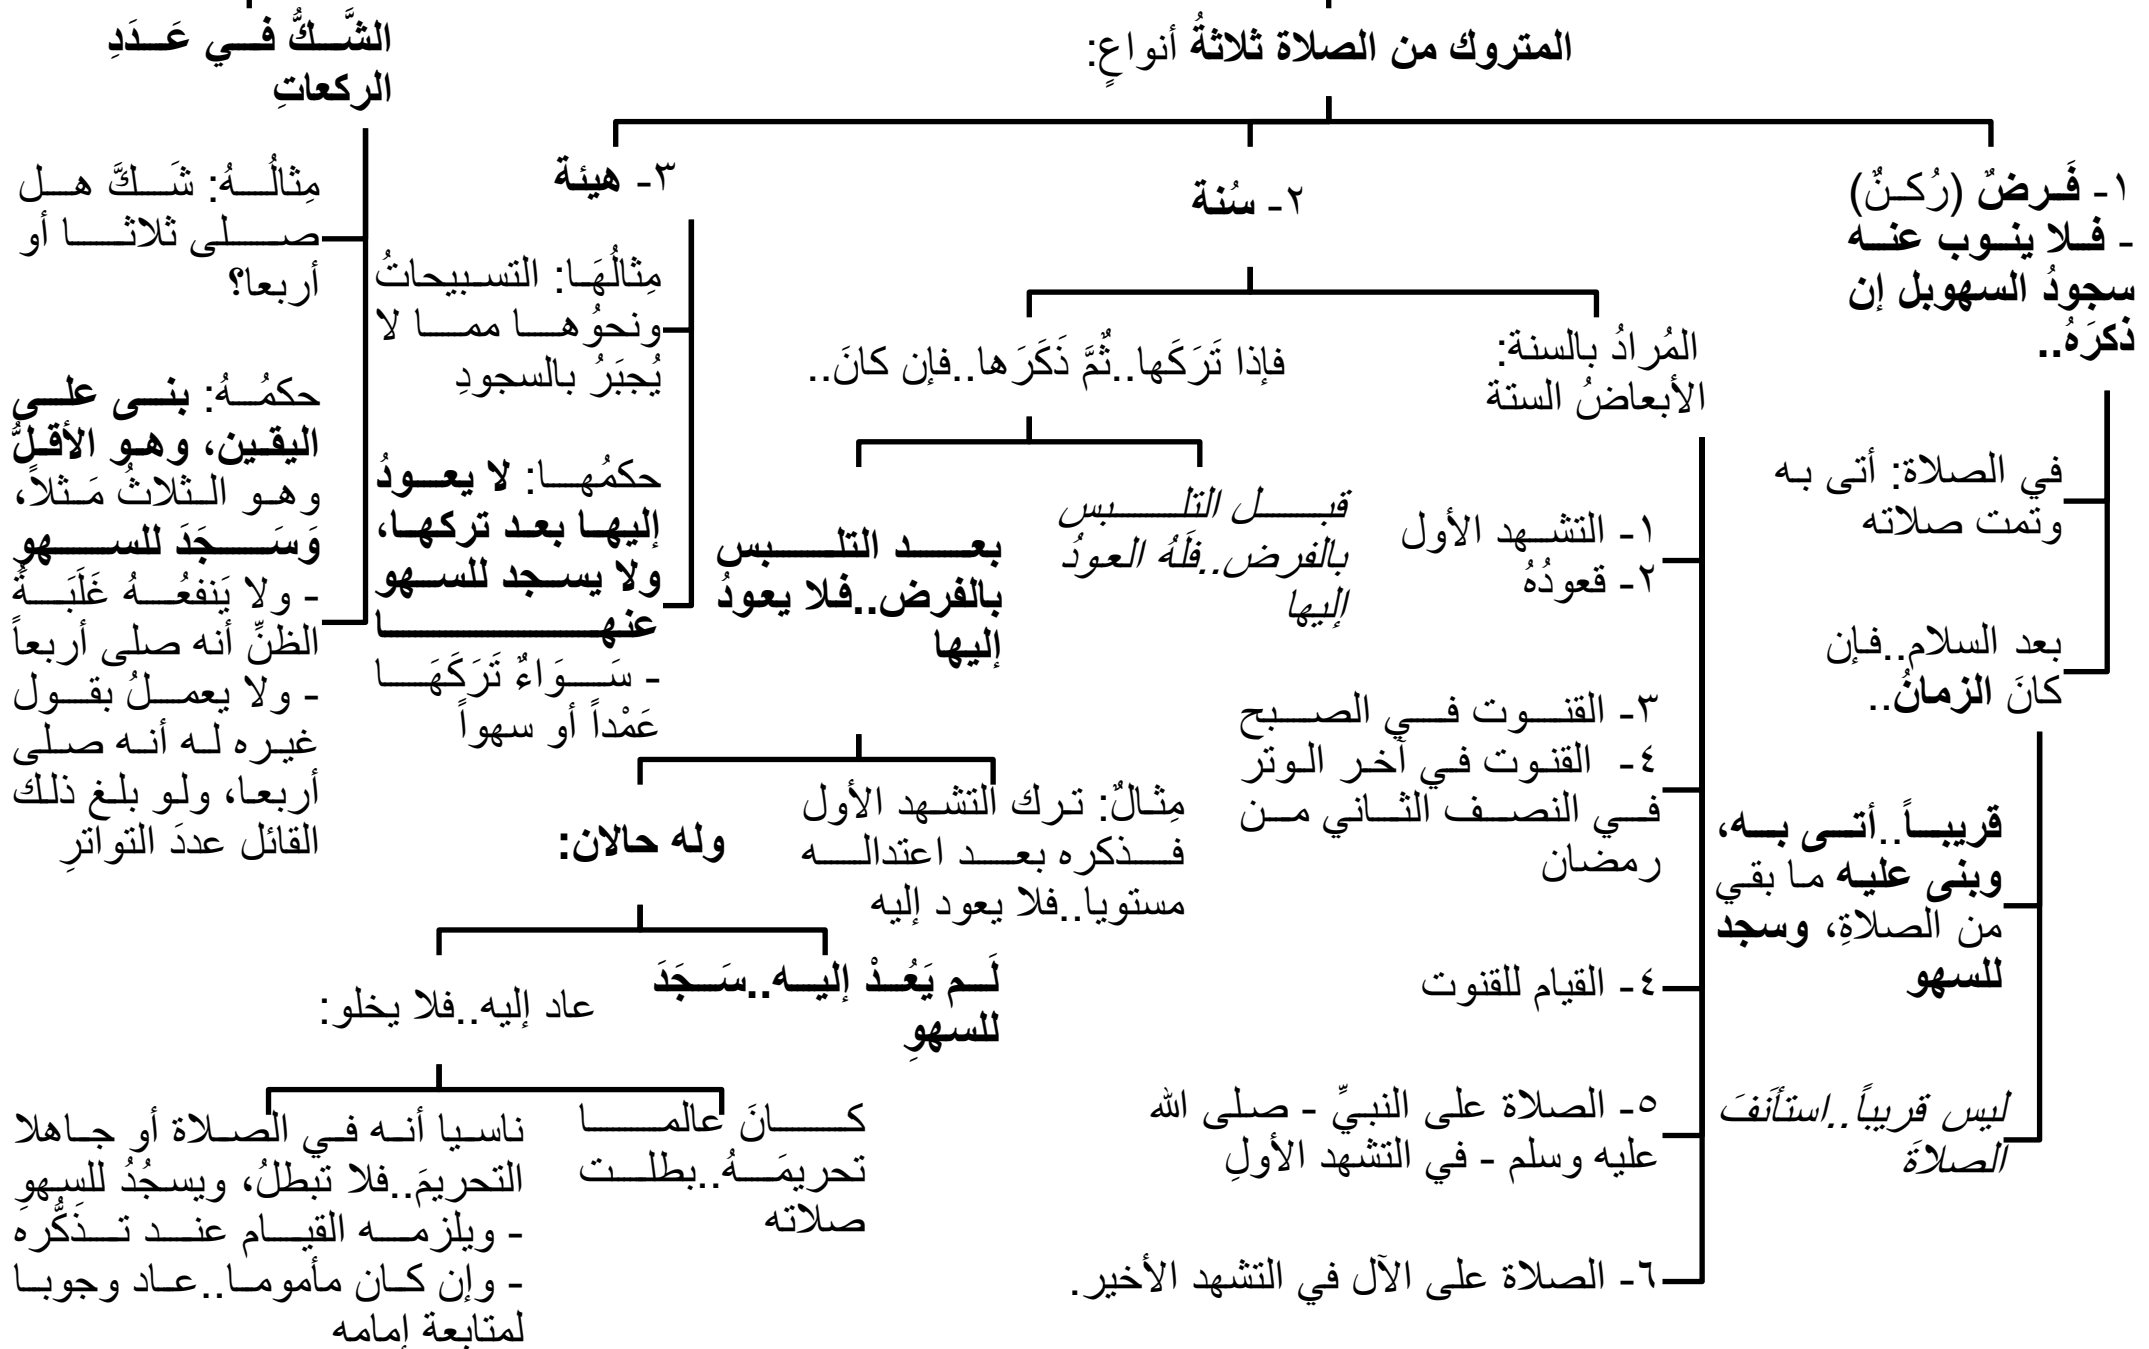 المتروك من الصلاة ثلاثةُ أنواعٍ:
١- فَرضٌ (رُكنٌ)
- فلا ينوب عنه
سجودُ السهوبل إن
ذكرَهُ..
في الصلاة: أتى به
وتمت صلاته
بعد السلام..فإن
كانَ الزمانُ..
قريباً..أتى به،
وبنى عليه ما بقي
من الصلاةِ، وسجد
للسهو
ليس قريباً..استأنفَ
الصلاةَ
٢- سُنة
المُرادُ بالسنة:
الأبعاضُ الستة
١- التشهد الأول
٢- قعودُهُ
٣- القنوت في الصبح
٤- القنوت في آخر الوتر
في النصف الثاني من
رمضان
٤- القيام للقنوت
٥- الصلاة على النبيِّ - صلى الله
عليه وسلم - في التشهد الأولِ
٦- الصلاة على الآل في التشهد الأخير.
فإذا تَرَكَها..ثُمَّ ذَكَرَها..فإن كانَ..
قبل التلبس
بالفرض..فلَهُ العودُ
إليها
بعد التلبس
بالفرض..فلا يعودُ
إليها
مِثالٌ: ترك التشهد الأول
فذكره بعد اعتداله
مستويا..فلا يعود إليه
وله حالان:
لَم يَعُدْ إليه..سَجَدَ
للسهوِ
عاد إليه..فلا يخلو:
كانَ عالما
تحريمَهُ..بطلت
صلاته
ناسيا أنه في الصلاة أو جاهلا
التحريمَ..فلا تبطلُ، ويسجُدُ للسهوِ
- ويلزمه القيام عند تذَكُّره
- وإن كان مأموما..عاد وجوبا
لمتابعة إمامه
٣- هيئة
مِثالُهَا: التسبيحاتُ
ونحوُها مما لا
يُجبَرُ بالسجودِ
حكمُها: لا يعودُ
إليها بعد تركها،
ولا يسجد للسهو
عنها
- سَوَاءٌ تَرَكَهَا
عَمْداً أو سهواً
الشَّكُّ في عَدَدِ
الركعاتِ
مِثالُهُ: شَكَّ هل
صلى ثلاثا أو
أربعا؟
حكمُهُ: بنى على
اليقين، وهو الأقلُّ
وهو الثلاثُ مَثلاً،
وَسَجَدَ للسهوِ
- ولا يَنفعُهُ غَلَبَةُ
الظنِّ أنه صلى أربعاً
- ولا يعملُ بقول
غيره له أنه صلى
أربعا، ولو بلغ ذلك
القائل عددَ التواترِ